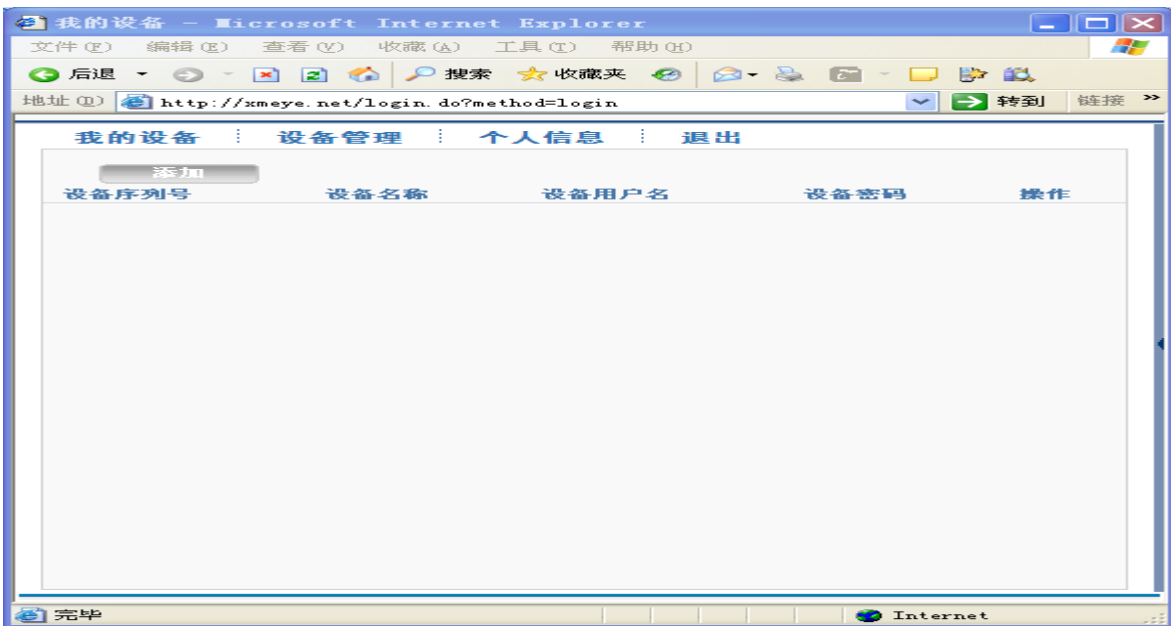 我的设备 - Microsoft Internet Explorer
文件(F) 编辑(E) 查看(V) 收藏(A) 工具(T) 帮助(H)
后退 搜索 收藏夹
地址(D) http://xmeye.net/login.do?method=login 转到 链接 »
我的设备 设备管理 个人信息 退出
添加
设备序列号 设备名称 设备用户名 设备密码 操作
完毕 Internet